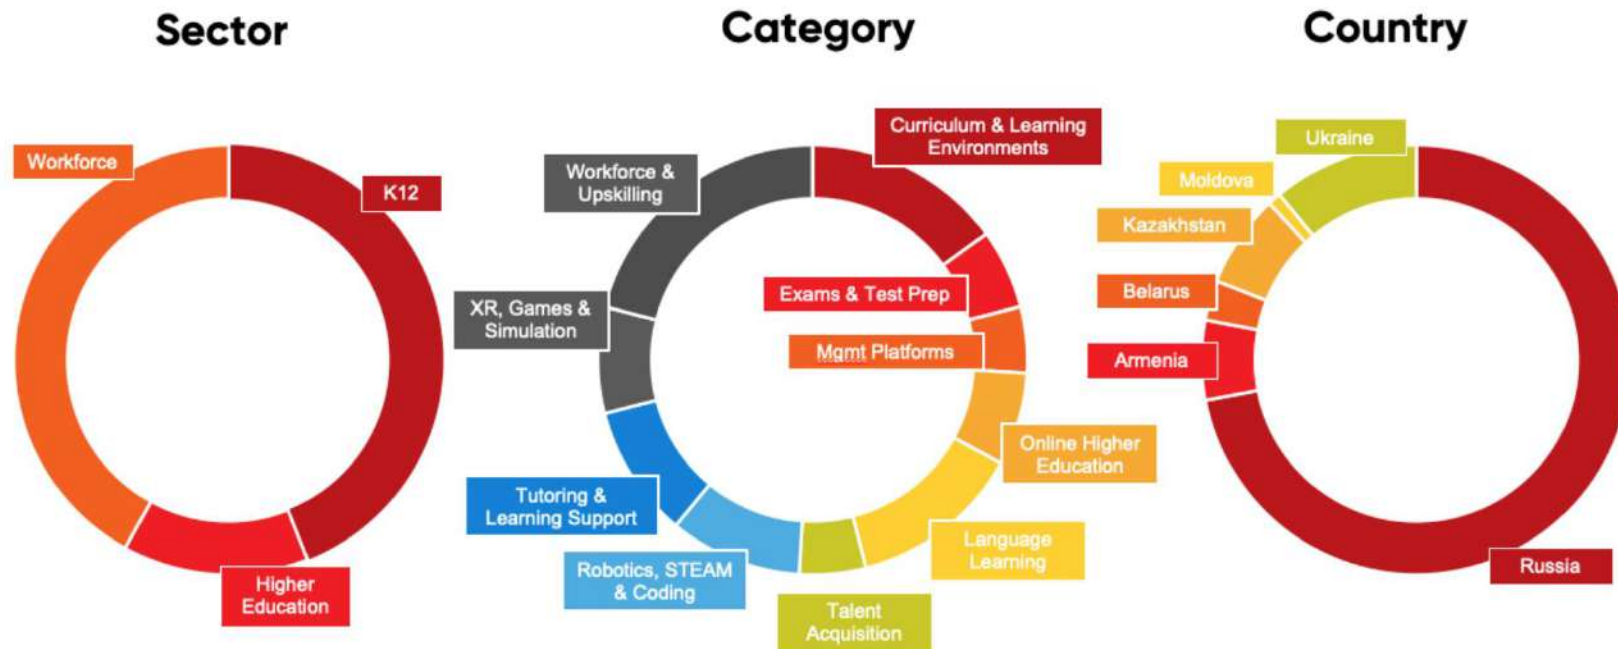 Sector
Category
Country
Workforce
K12
Higher
Education
Curriculum & Learning
Environments
Exams & Test Prep
Mgmt Platforms
Online Higher
Education
Language
Learning
Talent
Acquisition
Robotics, STEAM
& Coding
Tutoring &
Learning Support
XR, Games &
Simulation
Workforce &
Upskilling
Ukraine
Moldova
Kazakhstan
Belarus
Armenia
Russia